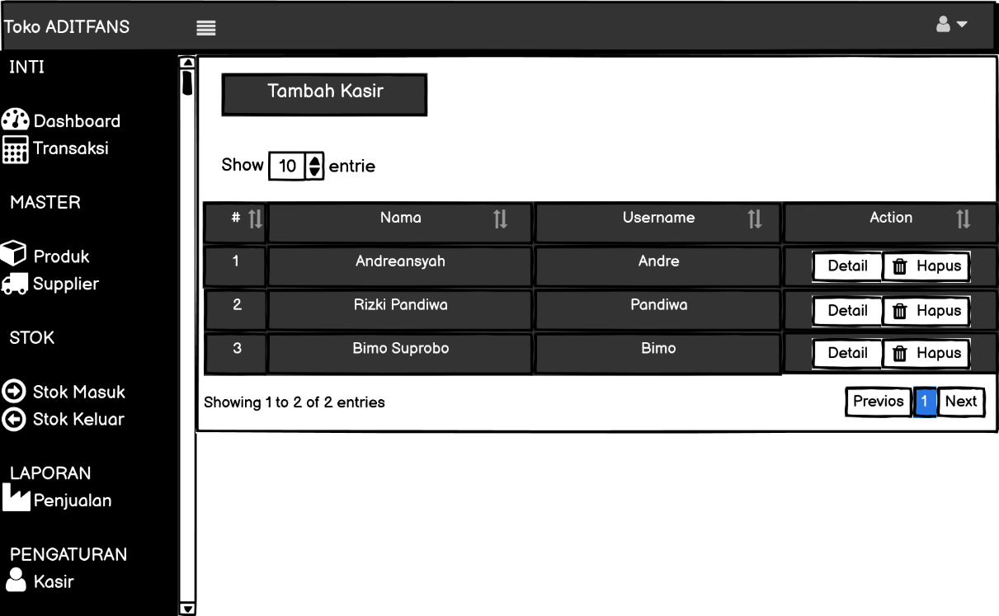 Toko ADITFANS
INTI
Dashboard
Transaksi
MASTER
Produk
Supplier
STOK
Stok Masuk
Stok Keluar
LAPORAN
Penjualan
PENGATURAN
Kasir
Tambah Kasir
Show 10 entrie
# Nama Username Action
1 Andreansyah Andre Detail Hapus
2 Rizki Pandiwa Pandiwa Detail Hapus
3 Bimo Suprobo Bimo Detail Hapus
Showing 1 to 2 of 2 entries Previos 1 Next